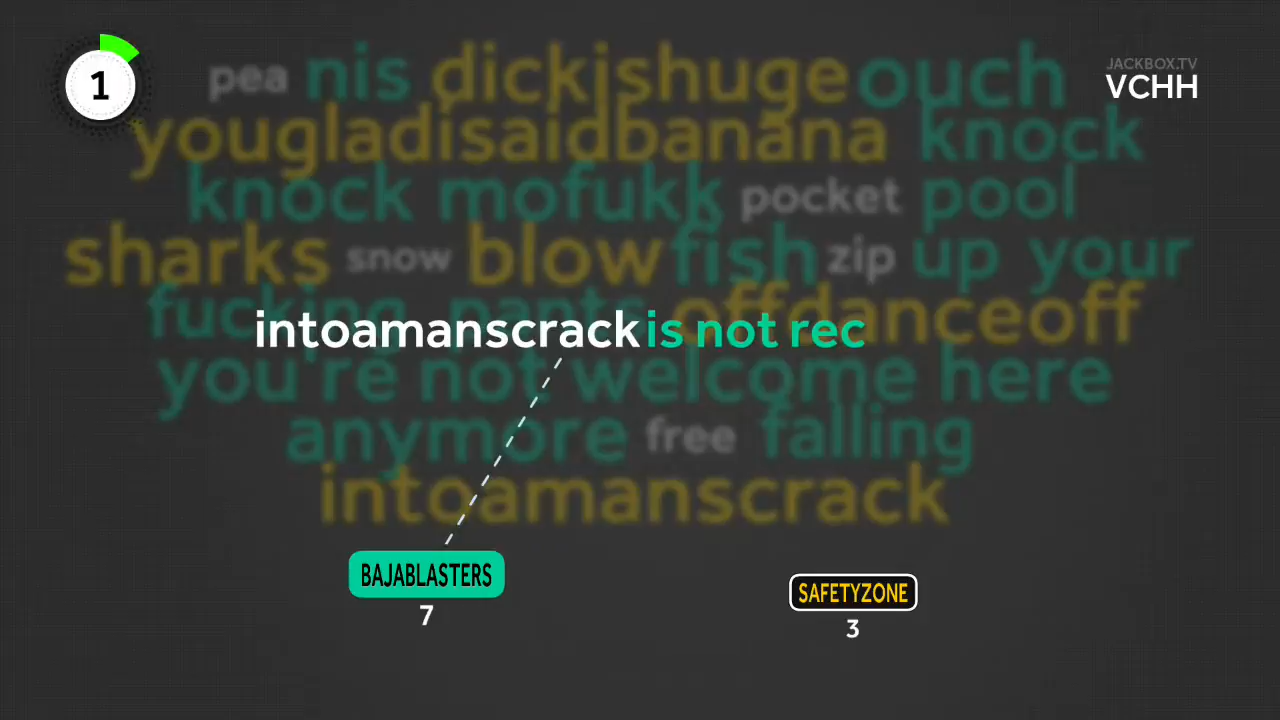 1
JACKBOX.TV
VCHH
pea nis dickishuge ouch
yougladisaidbanana knock
knock mofukk pocket pool
sharks snow blow fish zip up your
fucking pants offdanceoff
intoamanscrack is not rec
you're not welcome here
anymore free falling
intoamanscrack
BAJABLASTERS
7
SAFETYZONE
3